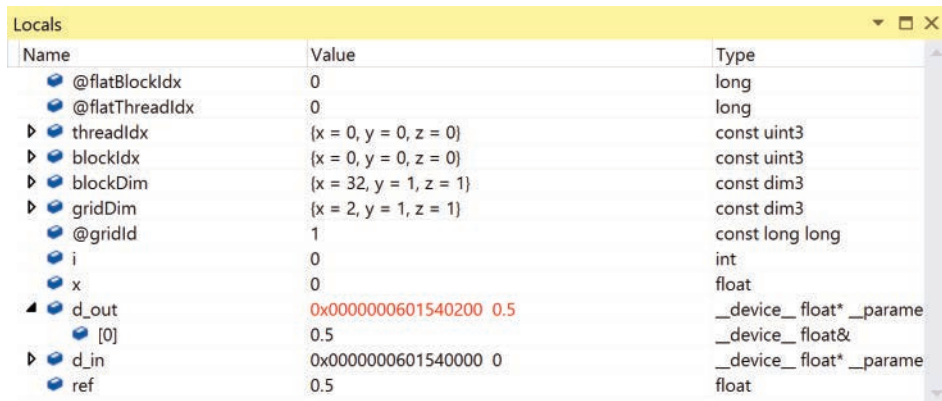 Locals
Name Value Type
@flatBlockIdx 0 long
@flatThreadIdx 0 long
threadIdx {x = 0, y = 0, z = 0} const uint3
blockIdx {x = 0, y = 0, z = 0} const uint3
blockDim {x = 32, y = 1, z = 1} const dim3
gridDim {x = 2, y = 1, z = 1} const dim3
@gridId 1 const long long
i 0 int
x 0 float
d_out 0x0000000601540200 0.5 __device__ float* __parame
[0] 0.5 __device__ float&
d_in 0x0000000601540000 0 __device__ float* __parame
ref 0.5 float